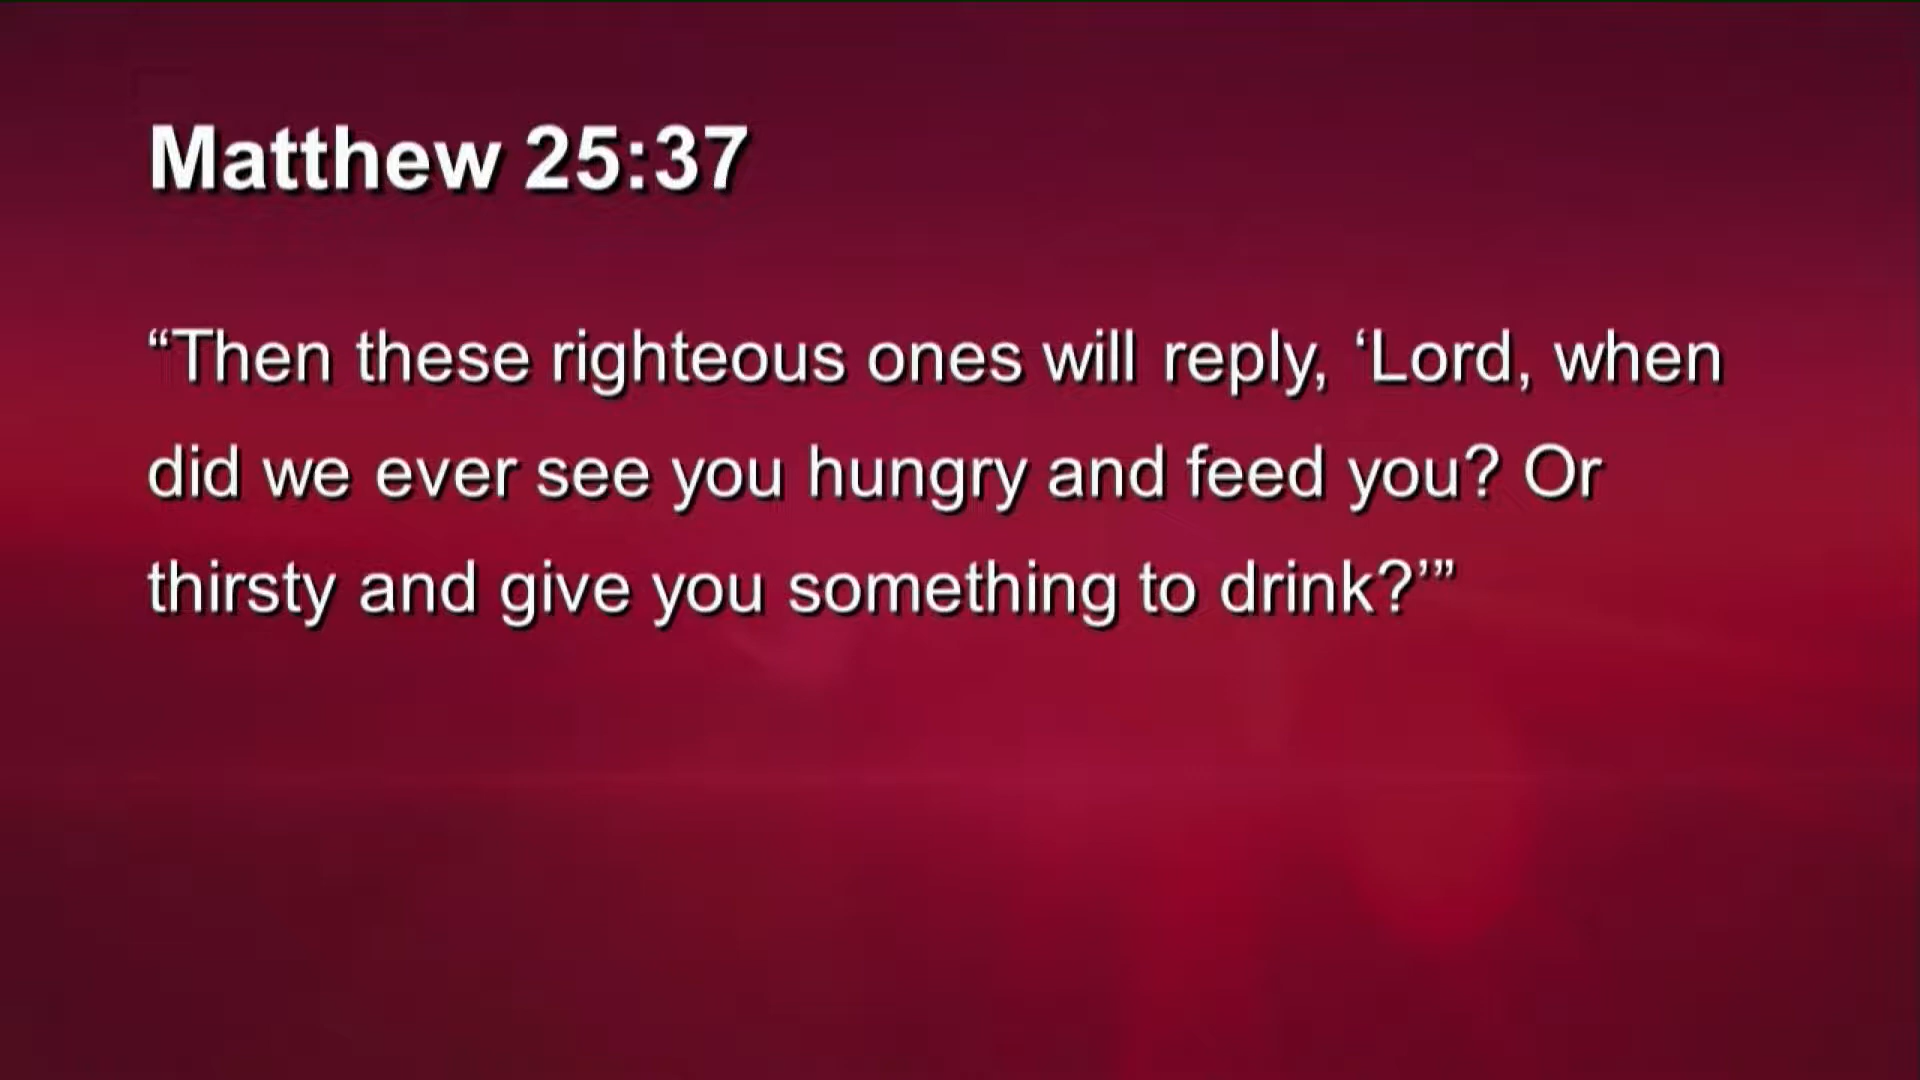 Matthew 25:37
“Then these righteous ones will reply, ‘Lord, when
did we ever see you hungry and feed you? Or
thirsty and give you something to drink?’”